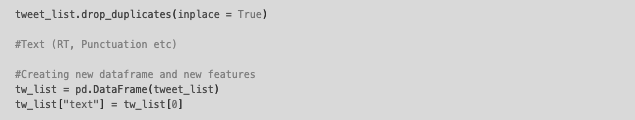 tweet_list.drop_duplicates(inplace = True)
#Text (RT, Punctuation etc)
#Creating new dataframe and new features
tw_list = pd.DataFrame(tweet_list)
tw_list["text"] = tw_list[0]